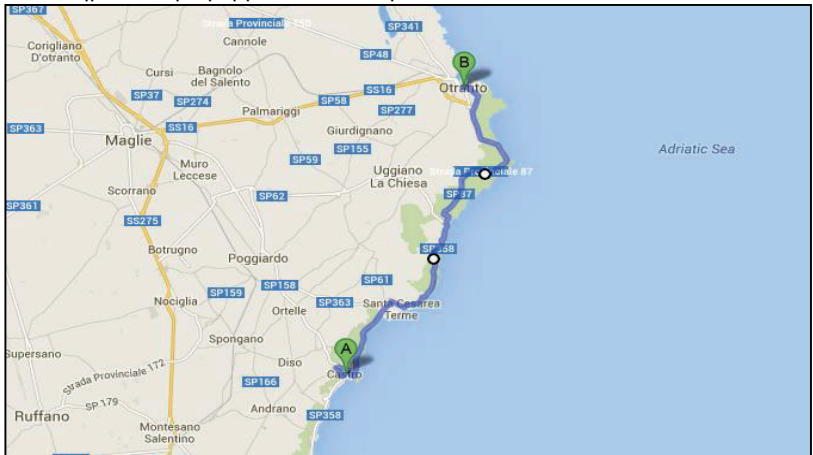 SP367
Strada Provinciale
SP341
Cannole
Corigliano
D'otranto
SP48
B
Cursi
Bagnolo
del Salento
Otranto
SP37
SP274
SP58
SS16
Palmariggi
SP277
SP363
SS16
Giurdignano
Maglie
SP155
Adriatic Sea
Muro
Leccese
SP59
Uggiano
La Chiesa
Strada Provinciale 87
Scorrano
SP62
SP87
SP361
SS275
Botrugno
SP358
Poggiardo
SP61
SP159
SP158
Nociglia
SP363
Santa Cesarea
Terme
Ortelle
Spongano
A
Supersano
Diso
Castro
Strada Provinciale 172
SP166
SP 179
Andrano
SP358
Ruffano
Montesano
Salentino